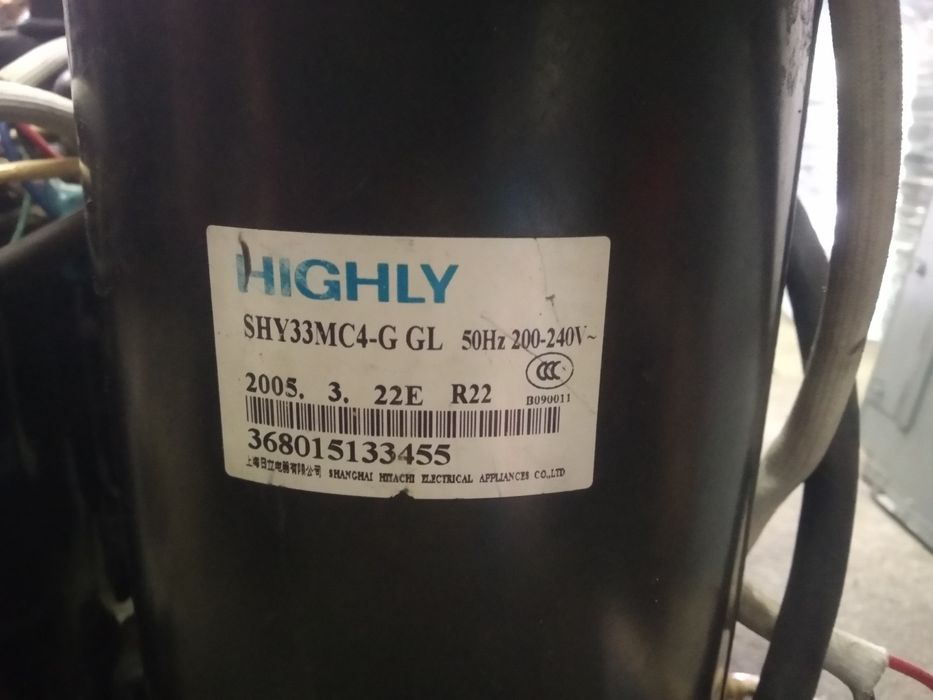 HIGHLY
SHY33MC4-G GL 50Hz 200-240V~
CCC
2005. 3. 22E R22 B090011
368015133455
上海日立电器有限公司 SHANGHAI HITACHI ELECTRICAL APPLIANCES CO.,LTD